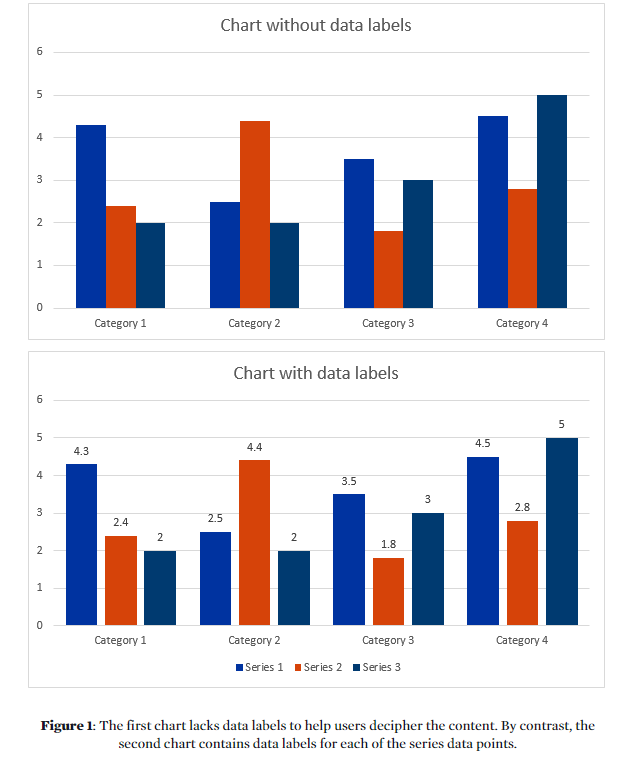 Chart without data labels
6
5
4
3
2
1
0
Category 1 Category 2 Category 3 Category 4
Chart with data labels
6
5
4
3
2
1
0
4.3 2.4 2 2.5 4.4 2 3.5 1.8 3 4.5 2.8 5
Category 1 Category 2 Category 3 Category 4
Series 1 Series 2 Series 3
Figure 1: The first chart lacks data labels to help users decipher the content. By contrast, the
second chart contains data labels for each of the series data points.